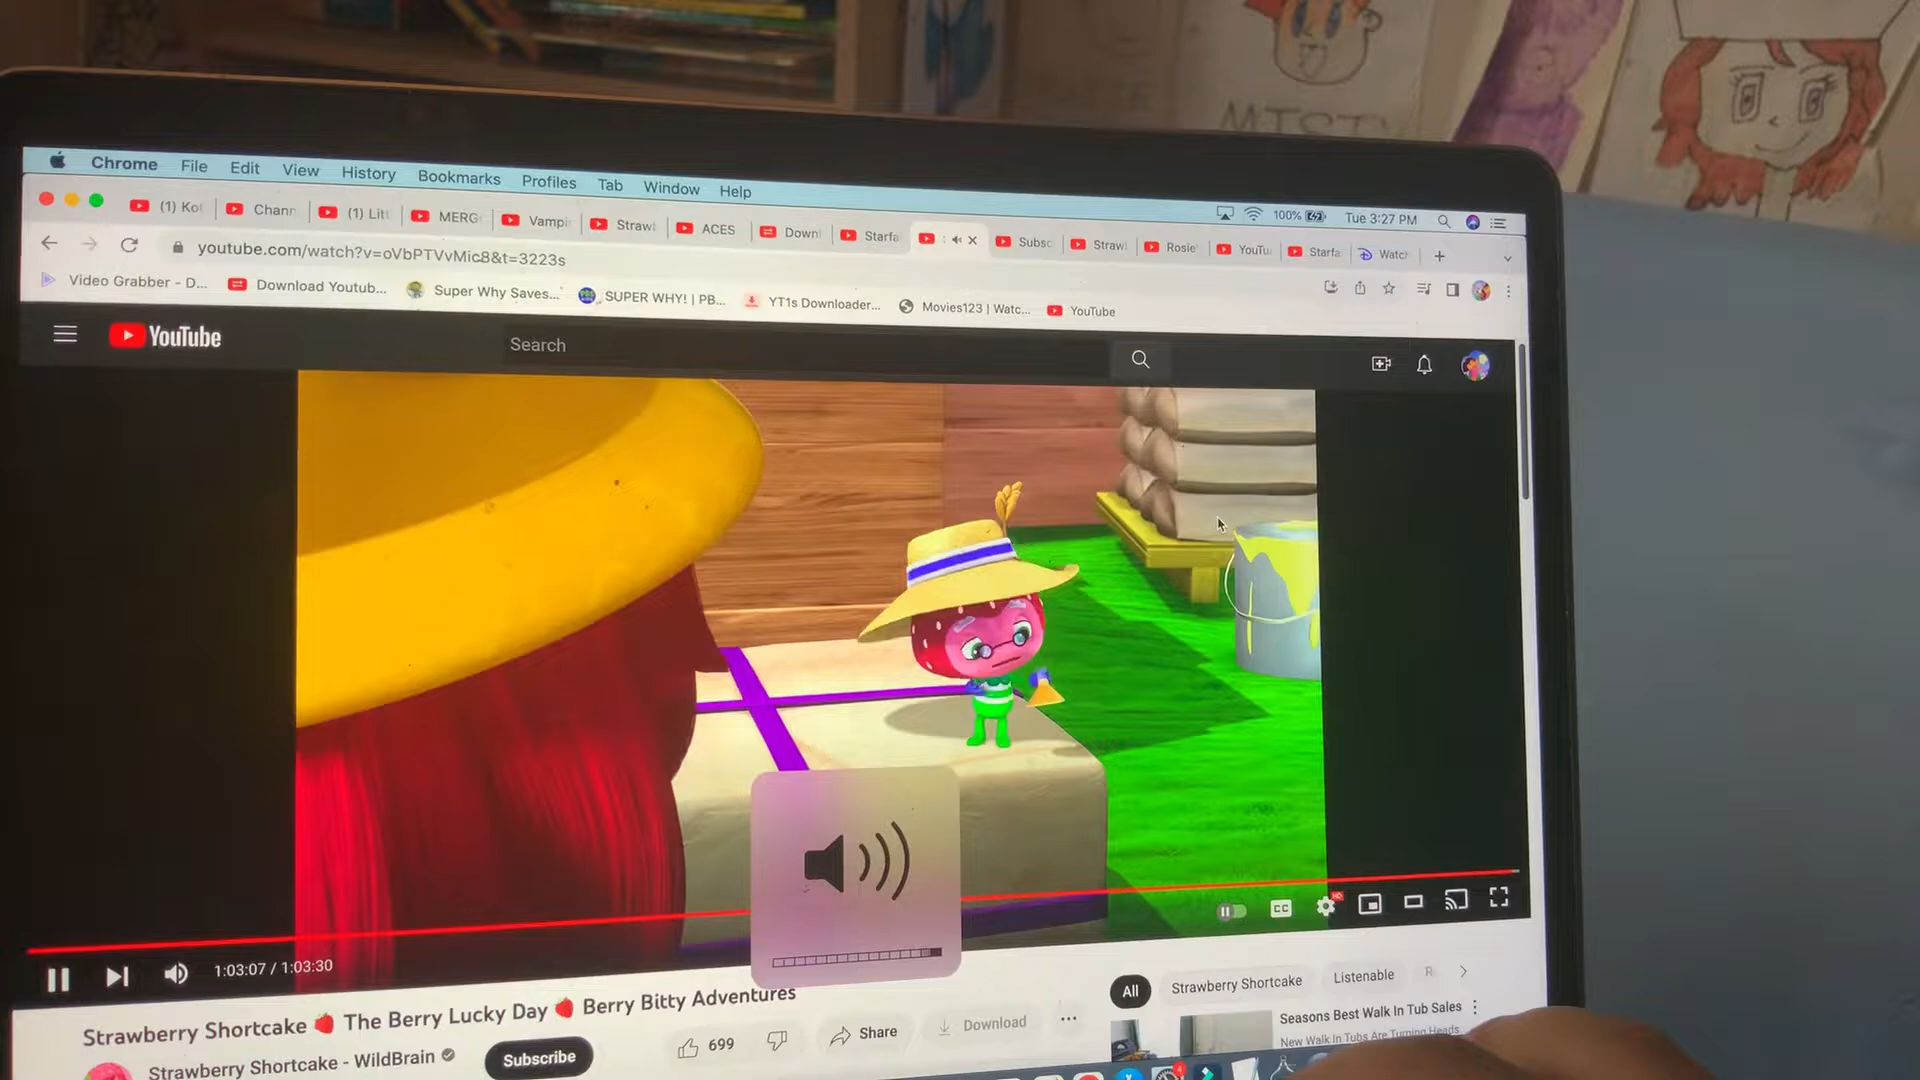 MISTY
Chrome File Edit View History Bookmarks Profiles Tab Window Help
100% Tue 3:27 PM
(1) Ko Chann (1) Litt MERG Vampi Strawl ACES Downl Starfa Subsc Strawl Rosie' YouTu Starfa Watch
youtube.com/watch?v=oVbPTVvMic8&t=3223s
Video Grabber - D... Download Youtub... Super Why Saves... SUPER WHY! | PB... YT1s Downloader... Movies123 | Watc... YouTube
YouTube
Search
CC HD
1:03:07 / 1:03:30
Strawberry Shortcake 🍓 The Berry Lucky Day 🍓 Berry Bitty Adventures
Strawberry Shortcake - WildBrain
Subscribe
699
Share
Download
...
All Strawberry Shortcake Listenable R
Seasons Best Walk In Tub Sales
New Walk In Tubs Are Turning Heads